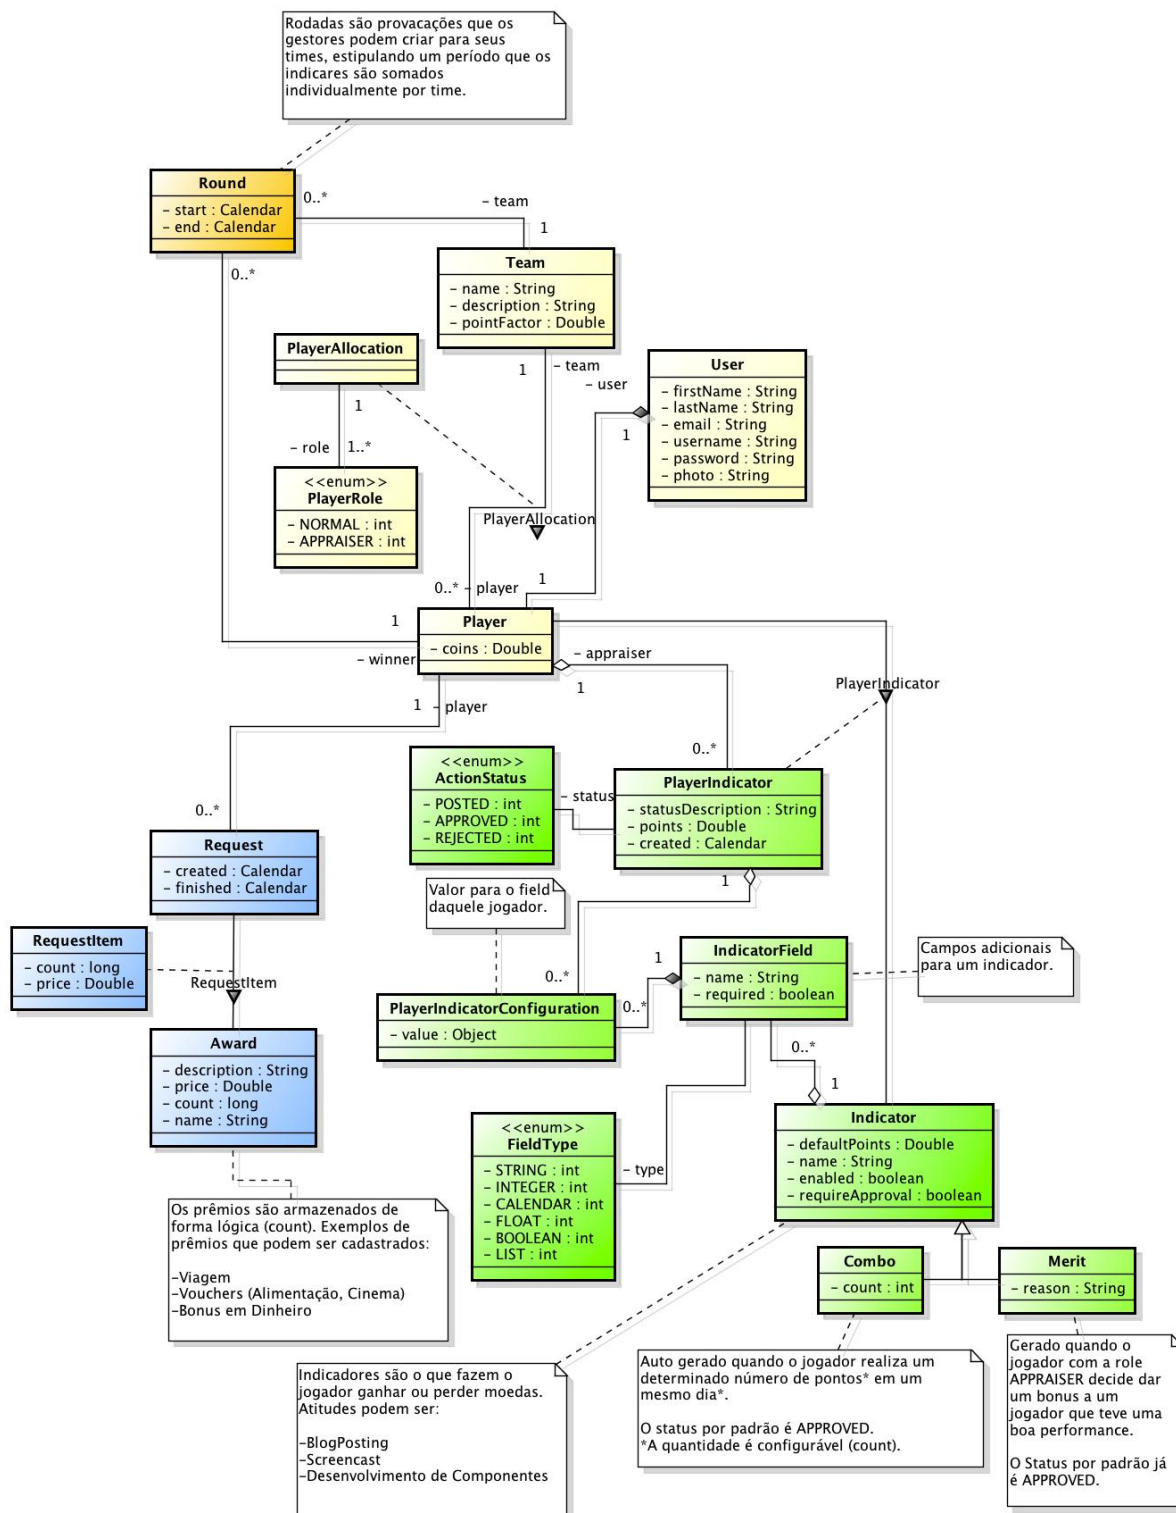 Rodadas são provacações que os
gestores podem criar para seus
times, estipulando um período que os
indicares são somados
individualmente por time.
Round
- start : Calendar
- end : Calendar
0..*
- team
1
0..*
Team
- name : String
- description : String
- pointFactor : Double
PlayerAllocation
1
- team
- user
1
User
- firstName : String
- lastName : String
- email : String
- username : String
- password : String
- photo : String
1
- role
1..*
<<enum>>
PlayerRole
- NORMAL : int
- APPRAISER : int
PlayerAllocation
0..*
- player
1
Player
- coins : Double
1
- winner
- appraiser
1
PlayerIndicator
1
- player
0..*
<<enum>>
ActionStatus
- POSTED : int
- APPROVED : int
- REJECTED : int
- status
PlayerIndicator
- statusDescription : String
- points : Double
- created : Calendar
0..*
Request
- created : Calendar
- finished : Calendar
Valor para o field
daquele jogador.
1
RequestItem
- count : long
- price : Double
RequestItem
IndicatorField
- name : String
- required : boolean
Campos adicionais
para um indicador.
1
0..*
0..*
PlayerIndicatorConfiguration
- value : Object
Award
- description : String
- price : Double
- count : long
- name : String
0..*
1
<<enum>>
FieldType
- STRING : int
- INTEGER : int
- CALENDAR : int
- FLOAT : int
- BOOLEAN : int
- LIST : int
- type
Indicator
- defaultPoints : Double
- name : String
- enabled : boolean
- requireApproval : boolean
Os prêmios são armazenados de
forma lógica (count). Exemplos de
prêmios que podem ser cadastrados:
-Viagem
-Vouchers (Alimentação, Cinema)
-Bonus em Dinheiro
Combo
- count : int
Merit
- reason : String
Indicadores são o que fazem o
jogador ganhar ou perder moedas.
Atitudes podem ser:
-BlogPosting
-Screencast
-Desenvolvimento de Componentes
Auto gerado quando o jogador realiza um
determinado número de pontos* em um
mesmo dia*.
O status por padrão é APPROVED.
*A quantidade é configurável (count).
Gerado quando o
jogador com a role
APPRAISER decide dar
um bonus a um
jogador que teve uma
boa performance.
O Status por padrão já
é APPROVED.